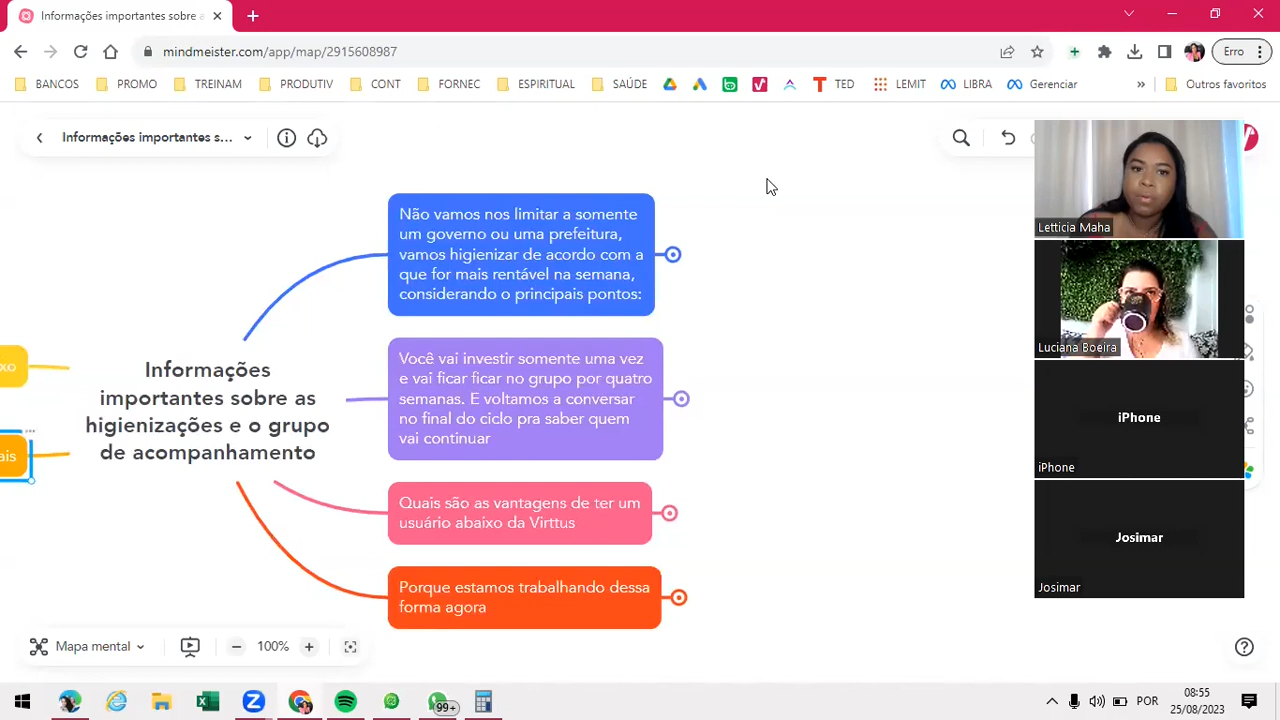 Informações importantes sobre a
mindmeister.com/app/map/2915608987
Erro
BANCOS
PROMO
TREINAM
PRODUTIV
CONT
FORNEC
ESPIRITUAL
SAÚDE
TED
LEMIT
LIBRA
Gerenciar
»
Outros favoritos
Informações importantes s...
Não vamos nos limitar a somente
um governo ou uma prefeitura,
vamos higienizar de acordo com a
que for mais rentável na semana,
considerando o principais pontos:
Você vai investir somente uma vez
e vai ficar ficar no grupo por quatro
semanas. E voltamos a conversar
no final do ciclo pra saber quem
vai continuar
Quais são as vantagens de ter um
usuário abaixo da Virttus
Porque estamos trabalhando dessa
forma agora
Informações
importantes sobre as
higienizações e o grupo
de acompanhamento
xo
ais
Letticia Maha
Luciana Boeira
iPhone
iPhone
Josimar
Josimar
Mapa mental
100%
99+
POR
08:55
25/08/2023